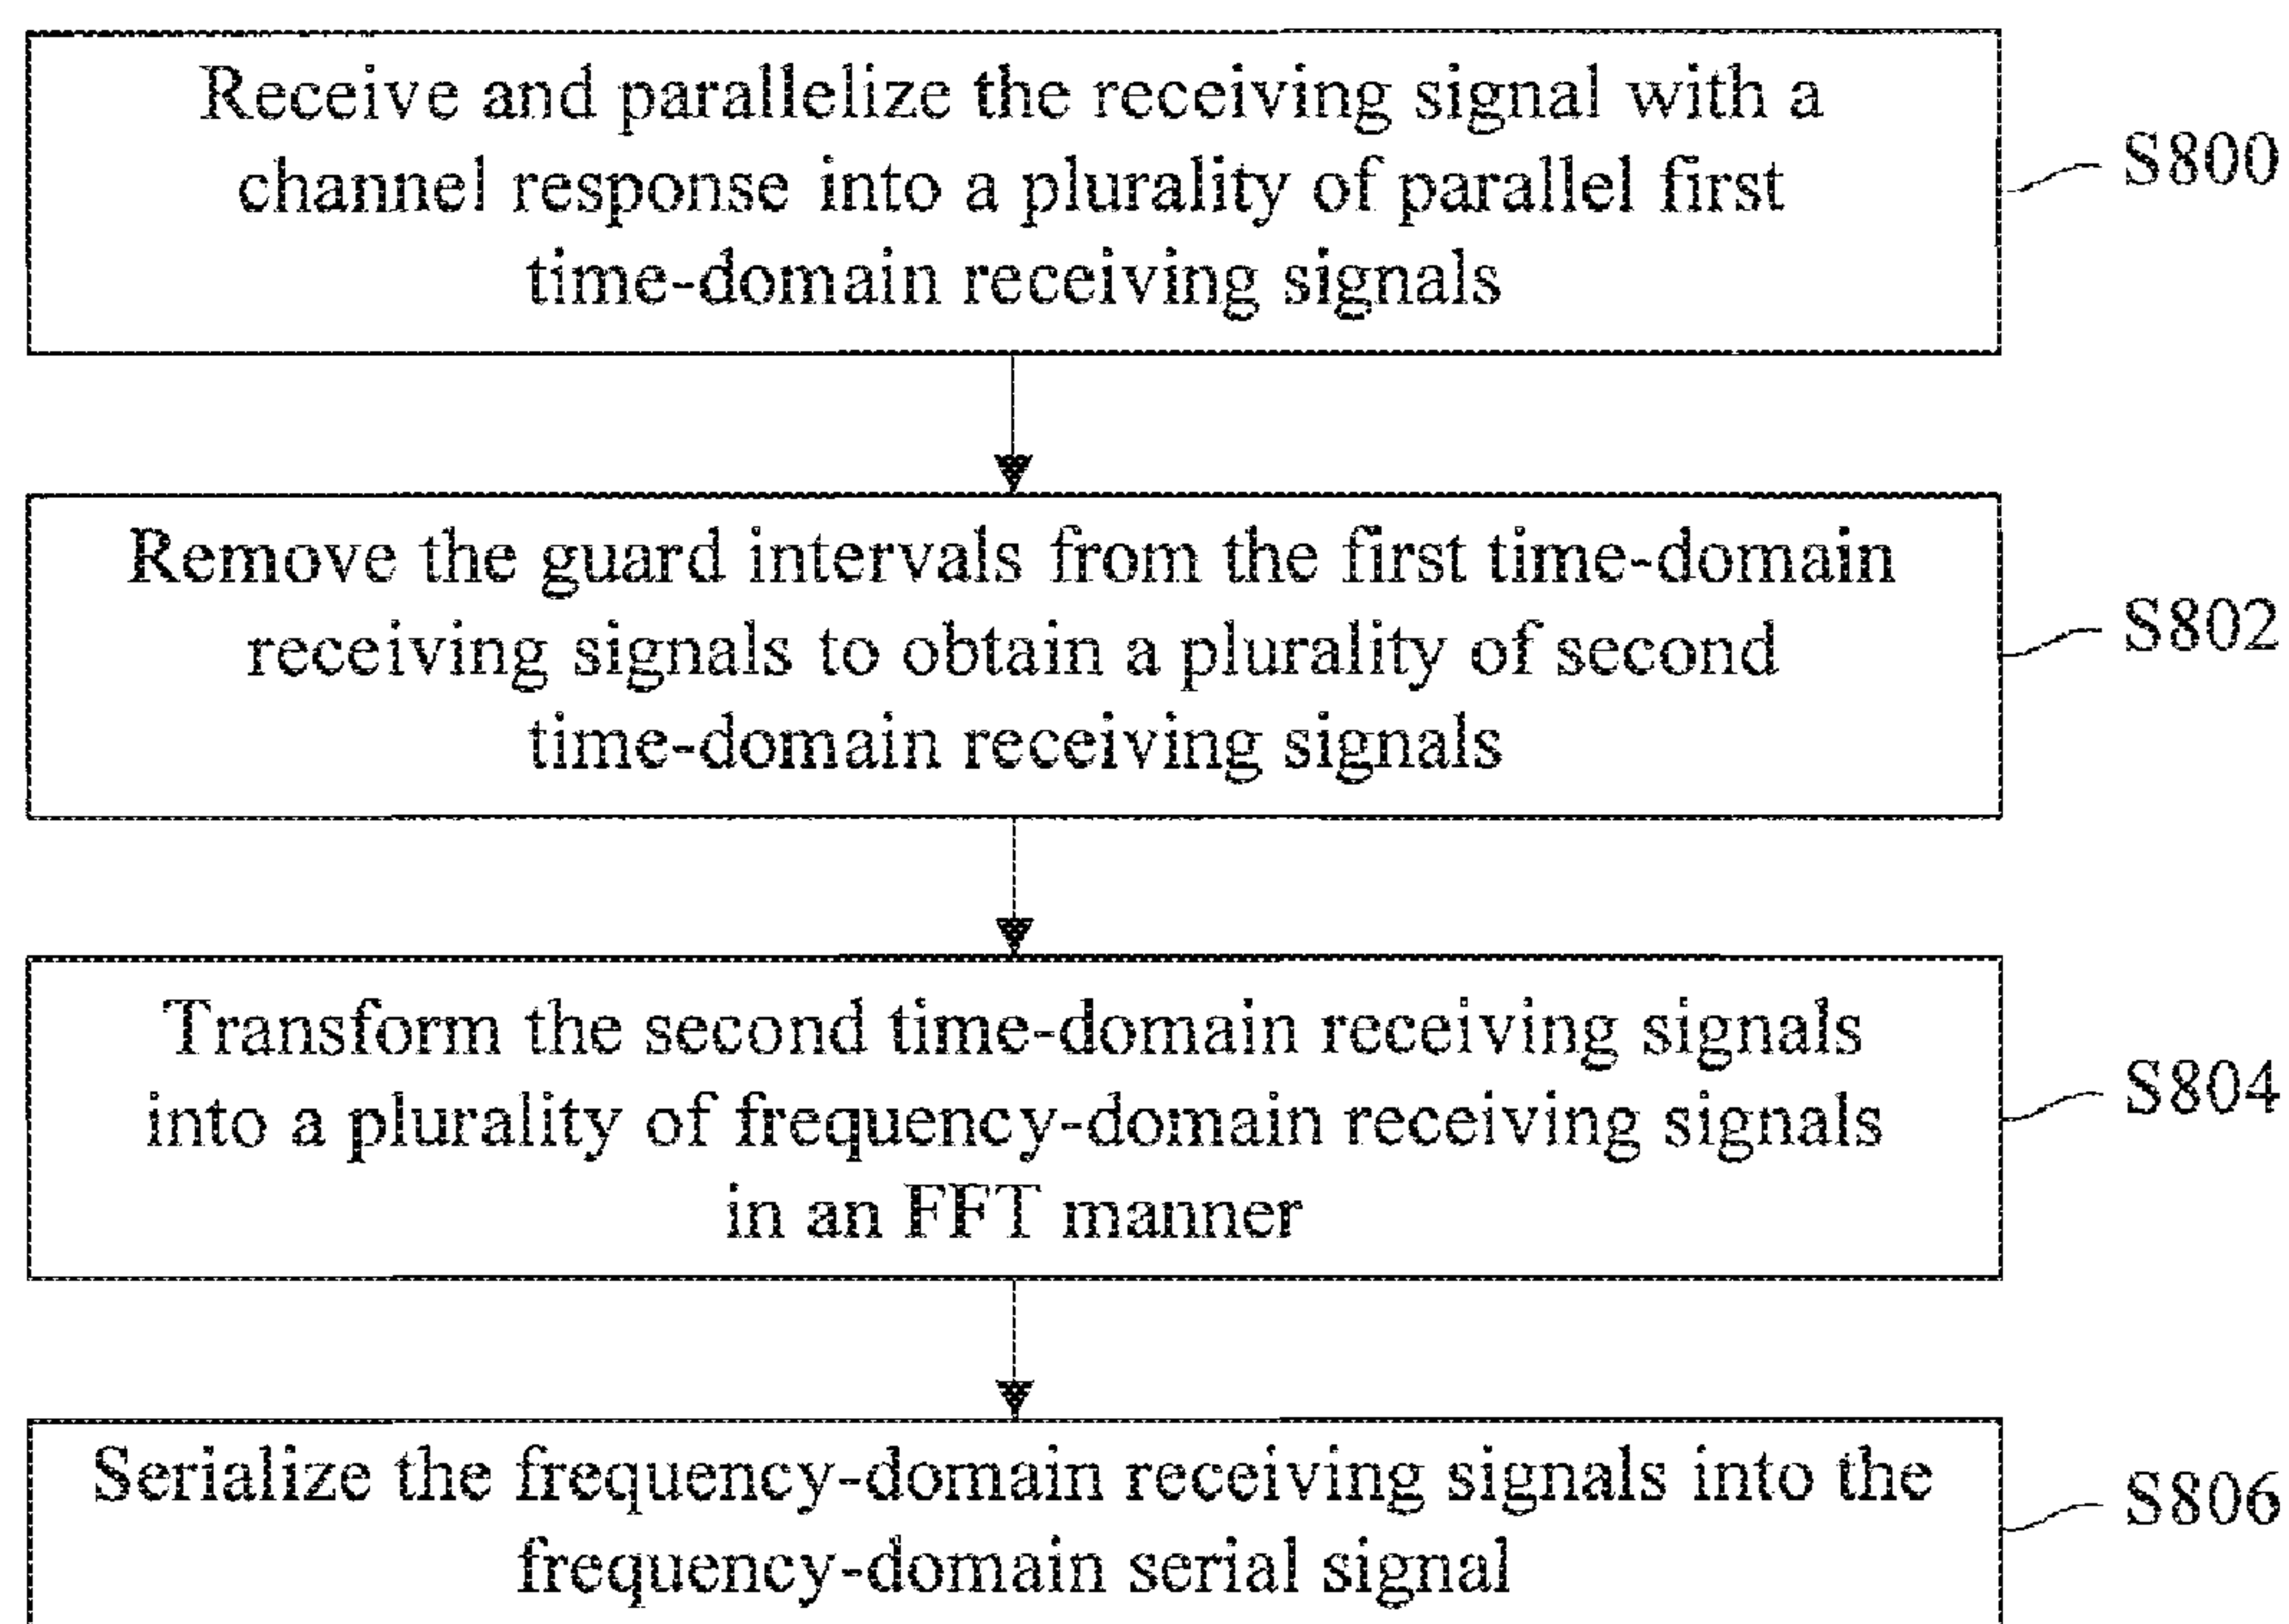 Receive and parallelize the receiving signal with a
channel response into a plurality of parallel first
time-domain receiving signals
S800
Remove the guard intervals from the first time-domain
receiving signals to obtain a plurality of second
time-domain receiving signals
S802
Transform the second time-domain receiving signals
into a plurality of frequency-domain receiving signals
in an FFT manner
S804
Serialize the frequency-domain receiving signals into the
frequency-domain serial signal
S806